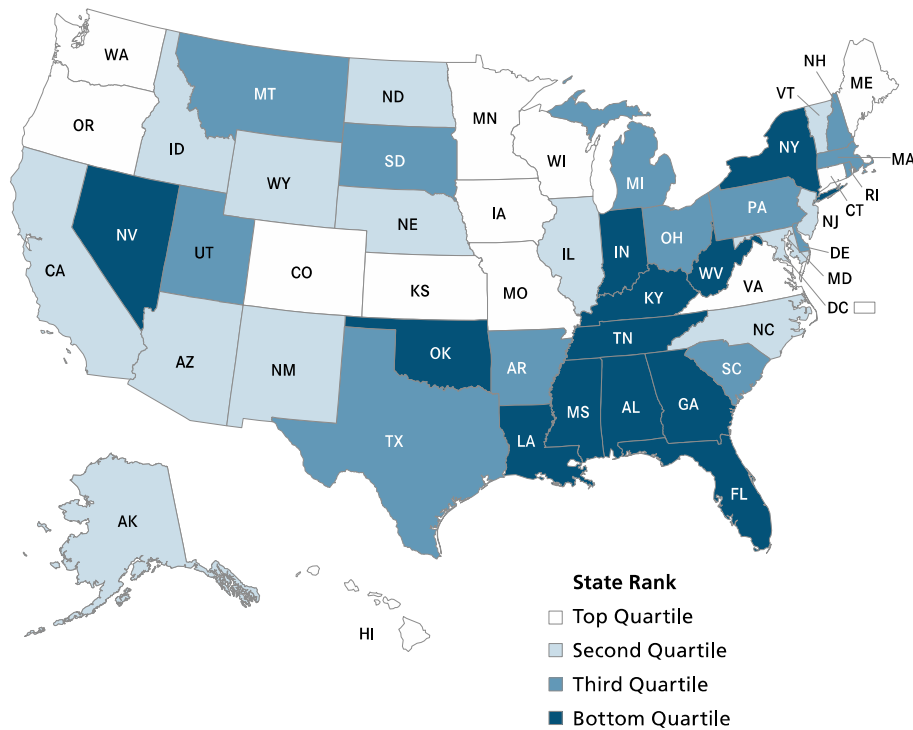 WA
OR
CA
ID
NV
MT
WY
UT
AZ
CO
NM
ND
SD
NE
KS
OK
TX
MN
IA
MO
AR
LA
WI
IL
MI
IN
OH
KY
TN
MS
AL
GA
FL
SC
NC
VA
WV
PA
NY
VT
NH
ME
MA
RI
CT
NJ
DE
MD
DC
AK
HI
State Rank
Top Quartile
Second Quartile
Third Quartile
Bottom Quartile